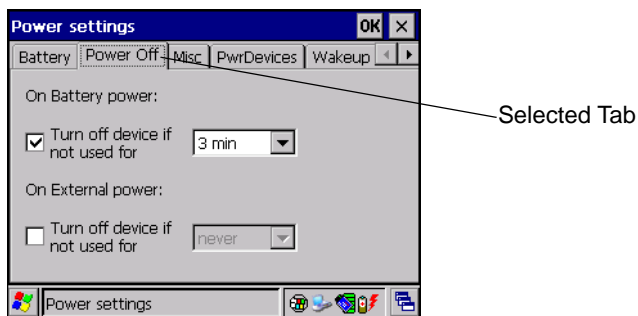 Power settings OK
Battery Power Off Misc PwrDevices Wakeup
Selected Tab
On Battery power:
Turn off device if
not used for
3 min
On External power:
Turn off device if
not used for
never
Power settings